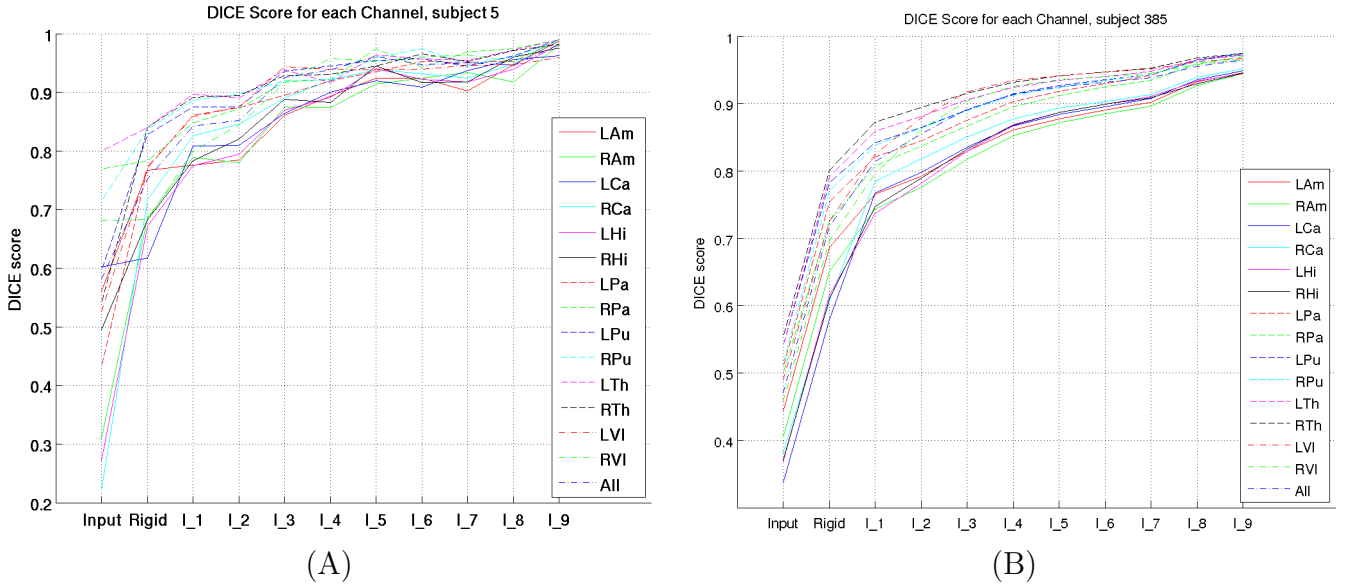 DICE Score for each Channel, subject 5
DICE score
1
0.9
0.8
0.7
0.6
0.5
0.4
0.3
0.2
Input Rigid I_1 I_2 I_3 I_4 I_5 I_6 I_7 I_8 I_9
LAm
RAm
LCa
RCa
LHi
RHi
LPa
RPa
LPu
RPu
LTh
RTh
LVl
RVl
All
(A)
DICE Score for each Channel, subject 385
DICE score
1
0.9
0.8
0.7
0.6
0.5
0.4
Input Rigid I_1 I_2 I_3 I_4 I_5 I_6 I_7 I_8 I_9
LAm
RAm
LCa
RCa
LHi
RHi
LPa
RPa
LPu
RPu
LTh
RTh
LVl
RVl
All
(B)